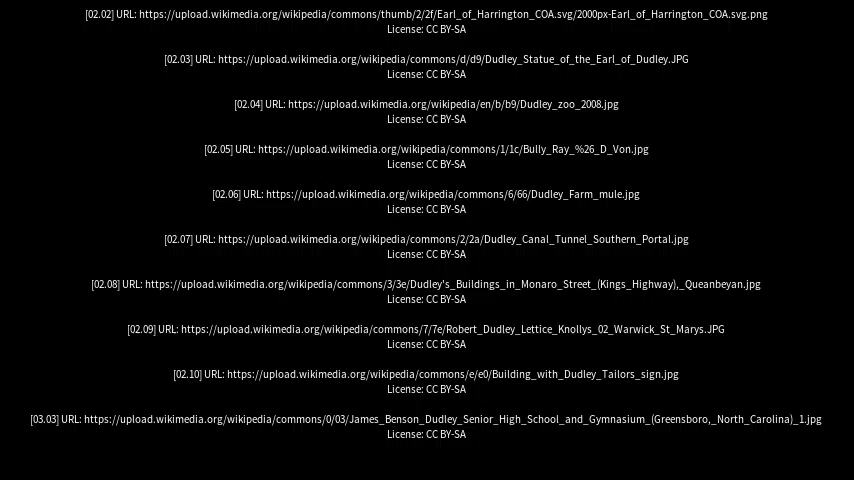 [02.02] URL: https://upload.wikimedia.org/wikipedia/commons/thumb/2/2f/Earl_of_Harrington_COA.svg/2000px-Earl_of_Harrington_COA.svg.png
License: CC BY-SA
[02.03] URL: https://upload.wikimedia.org/wikipedia/commons/d/d9/Dudley_Statue_of_the_Earl_of_Dudley.JPG
License: CC BY-SA
[02.04] URL: https://upload.wikimedia.org/wikipedia/en/b/b9/Dudley_zoo_2008.jpg
License: CC BY-SA
[02.05] URL: https://upload.wikimedia.org/wikipedia/commons/1/1c/Bully_Ray_%26_D_Von.jpg
License: CC BY-SA
[02.06] URL: https://upload.wikimedia.org/wikipedia/commons/6/66/Dudley_Farm_mule.jpg
License: CC BY-SA
[02.07] URL: https://upload.wikimedia.org/wikipedia/commons/2/2a/Dudley_Canal_Tunnel_Southern_Portal.jpg
License: CC BY-SA
[02.08] URL: https://upload.wikimedia.org/wikipedia/commons/3/3e/Dudley's_Buildings_in_Monaro_Street_(Kings_Highway),_Queanbeyan.jpg
License: CC BY-SA
[02.09] URL: https://upload.wikimedia.org/wikipedia/commons/7/7e/Robert_Dudley_Lettice_Knollys_02_Warwick_St_Marys.JPG
License: CC BY-SA
[02.10] URL: https://upload.wikimedia.org/wikipedia/commons/e/e0/Building_with_Dudley_Tailors_sign.jpg
License: CC BY-SA
[03.03] URL: https://upload.wikimedia.org/wikipedia/commons/0/03/James_Benson_Dudley_Senior_High_School_and_Gymnasium_(Greensboro,_North_Carolina)_1.jpg
License: CC BY-SA